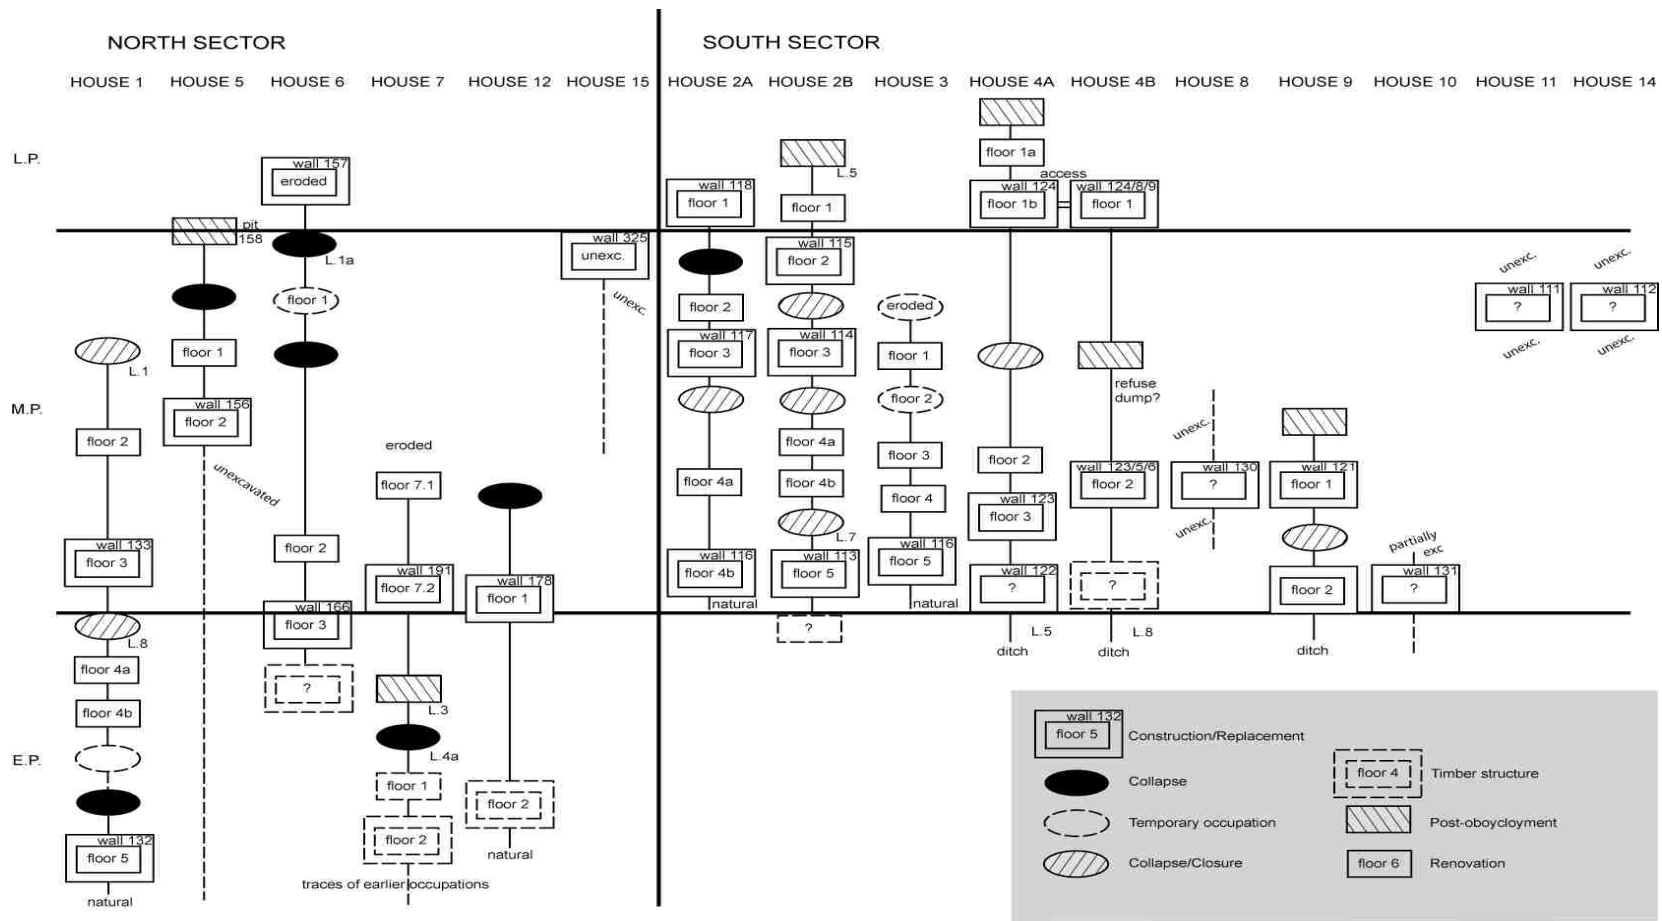 NORTH SECTOR
SOUTH SECTOR
HOUSE 1 HOUSE 5 HOUSE 6 HOUSE 7 HOUSE 12 HOUSE 15 HOUSE 2A HOUSE 2B HOUSE 3 HOUSE 4A HOUSE 4B HOUSE 8 HOUSE 9 HOUSE 10 HOUSE 11 HOUSE 14
L.P.
M.P.
E.P.
L.1
floor 2
wall 133
floor 3
L.8
floor 4a
floor 4b
wall 132
floor 5
natural
pit
158
floor 1
wall 156
floor 2
unexcavated
wall 157
eroded
L.1a
floor 1
floor 2
wall 166
floor 3
?
eroded
floor 7.1
wall 191
floor 7.2
L.3
L.4a
floor 1
floor 2
traces of earlier occupations
wall 178
floor 1
floor 2
natural
wall 325
unexc.
unexc.
wall 118
floor 1
floor 2
wall 117
floor 3
floor 4a
wall 116
floor 4b
natural
L.5
floor 1
wall 115
floor 2
wall 114
floor 3
floor 4a
floor 4b
L.7
wall 113
floor 5
?
eroded
floor 1
floor 2
floor 3
floor 4
wall 116
floor 5
natural
floor 1a
access
wall 124
floor 1b
floor 2
wall 123
floor 3
wall 122
?
L.5
ditch
wall 124/8/9
floor 1
refuse
dump?
wall 123/5/6
floor 2
?
L.8
ditch
unexc.
wall 130
?
unexc.
wall 121
floor 1
floor 2
ditch
partially
exc
wall 131
?
unexc.
wall 111
?
unexc.
unexc.
wall 112
?
unexc.
wall 132
floor 5
Construction/Replacement
Collapse
Temporary occupation
Collapse/Closure
floor 4
Timber structure
Post-oboycloyment
floor 6
Renovation